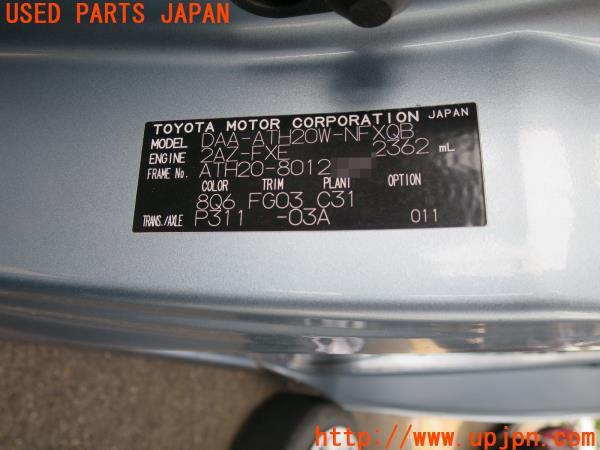 USED PARTS JAPAN
TOYOTA MOTOR CORPORATION JAPAN
MODEL DAA-ATH20W-NFXQB
ENGINE 2AZ-FXE 2362 mL
FRAME No. ATH20-8012
COLOR TRIM PLANT OPTION
8Q6 FG03 C31
TRANS./AXLE P311 -03A 011
http://www.upjpn.com/